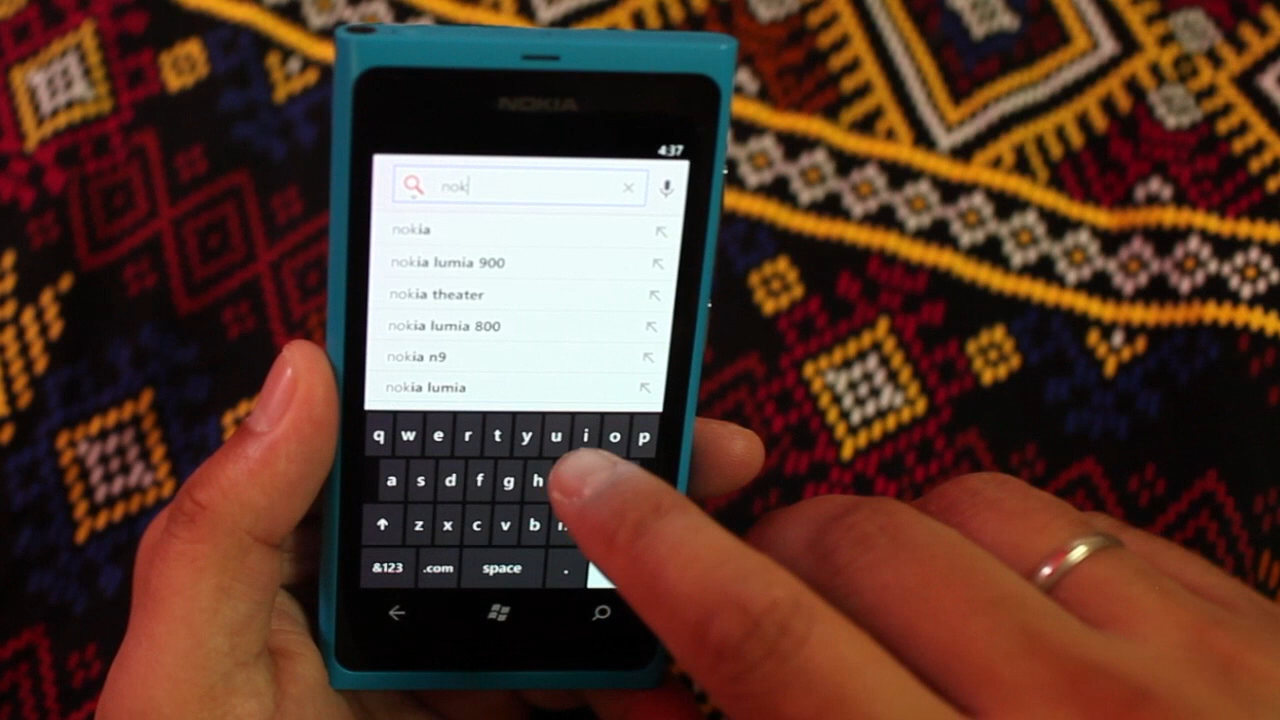 NOKIA
4:37
nok
nokia
nokia lumia 900
nokia theater
nokia lumia 800
nokia n9
nokia lumia
q w e r t y u i o p
a s d f g h
z x c v b
&123 .com space .